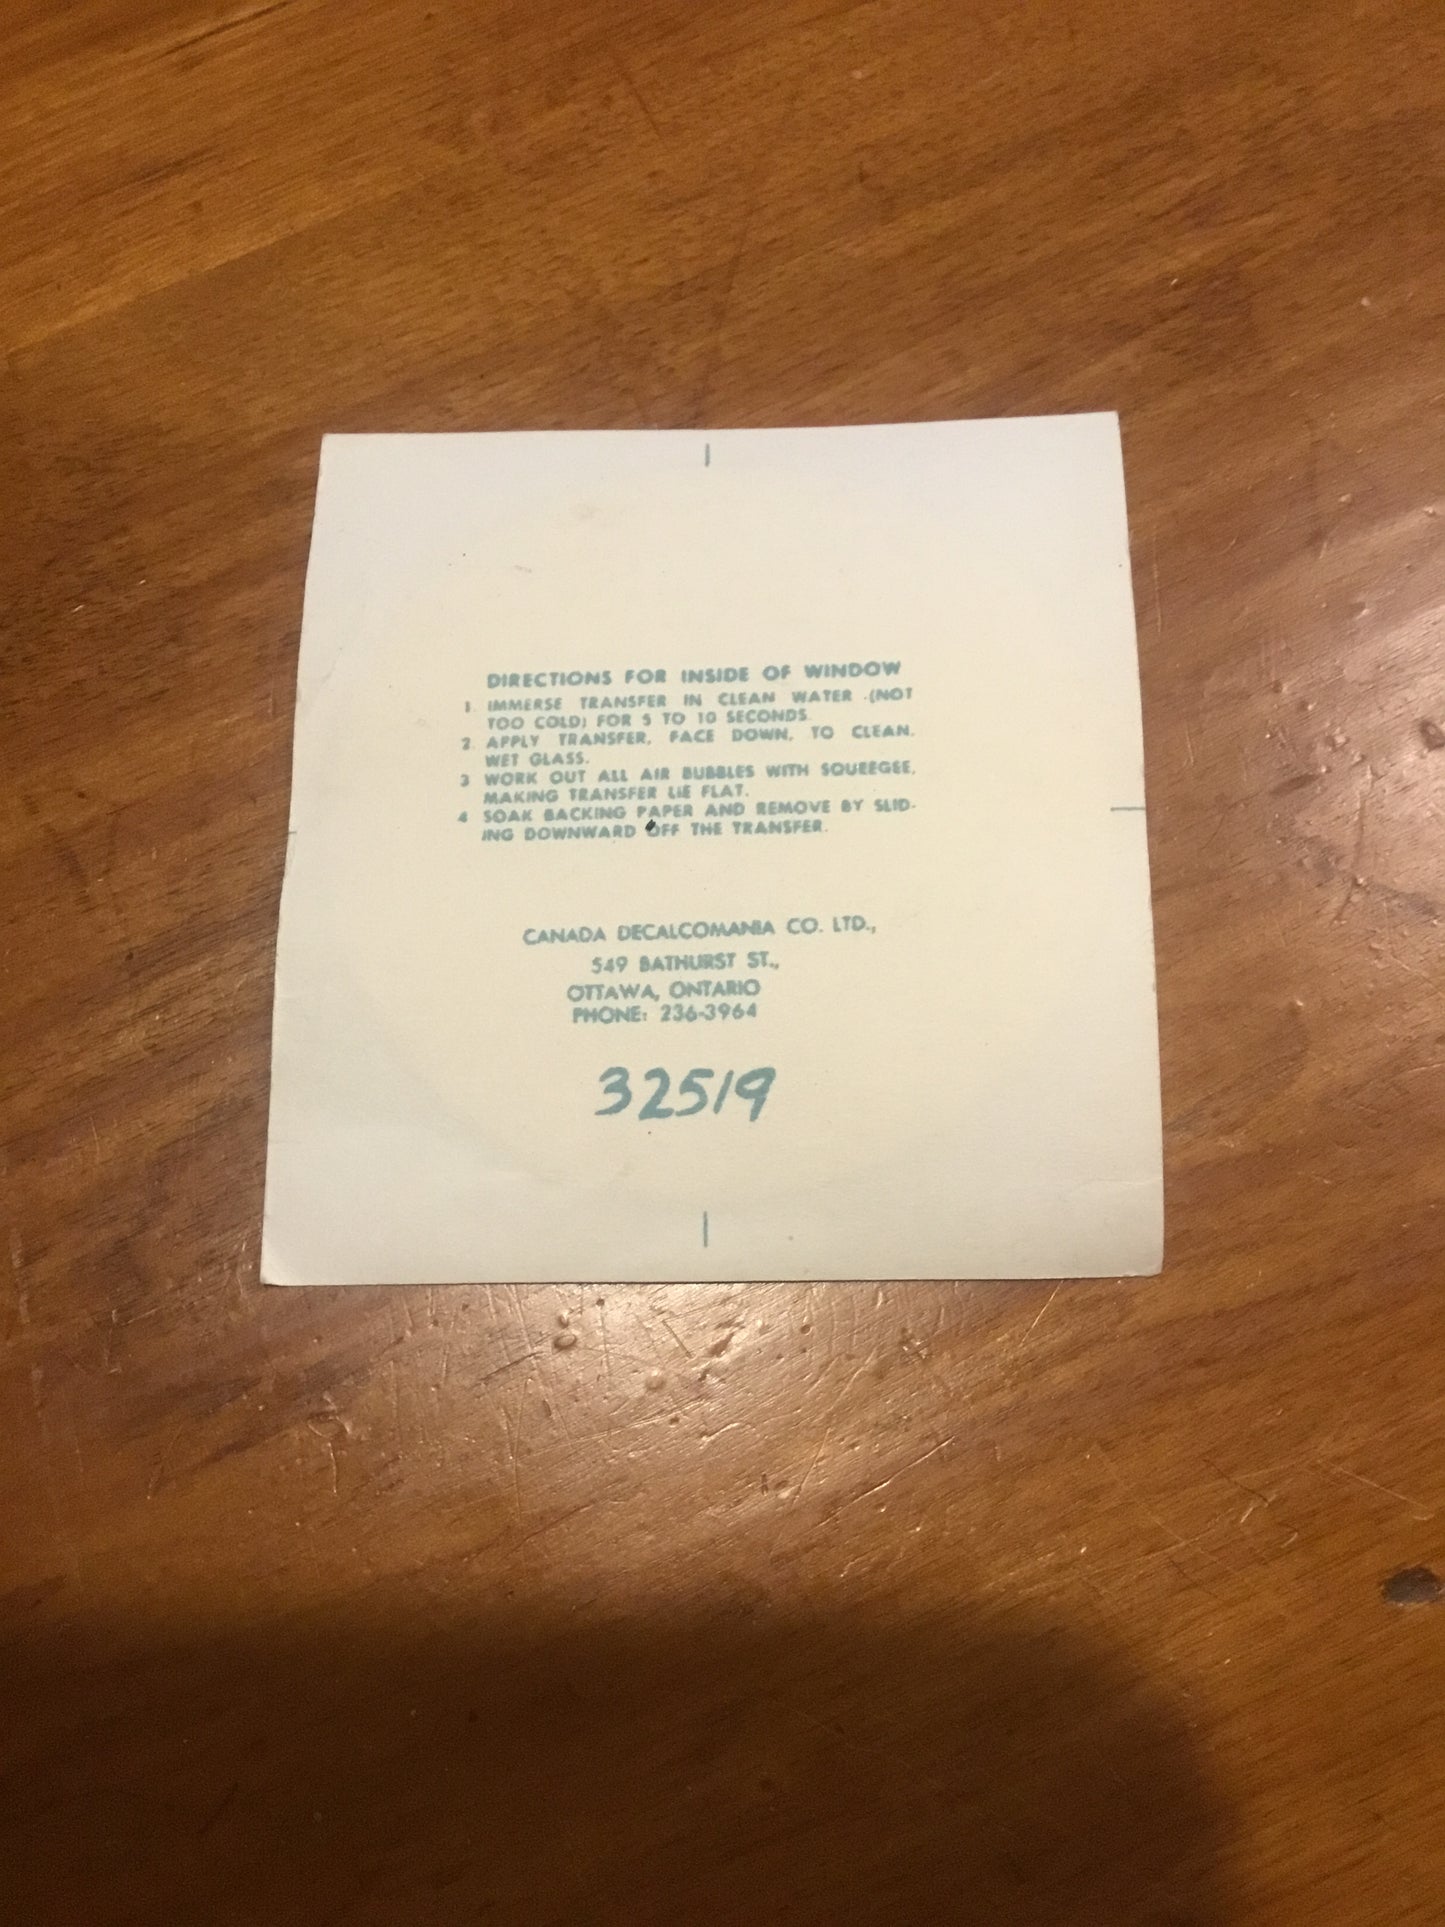 DIRECTIONS FOR INSIDE OF WINDOW
1. IMMERSE TRANSFER IN CLEAN WATER (NOT
TOO COLD) FOR 5 TO 10 SECONDS.
2. APPLY TRANSFER, FACE DOWN, TO CLEAN,
WET GLASS.
3 WORK OUT ALL AIR BUBBLES WITH SQUEEGEE,
MAKING TRANSFER LIE FLAT.
4 SOAK BACKING PAPER AND REMOVE BY SLID-
ING DOWNWARD OFF THE TRANSFER.
CANADA DECALCOMANIA CO. LTD.,
549 BATHURST ST.,
OTTAWA, ONTARIO
PHONE: 236-3964
32519